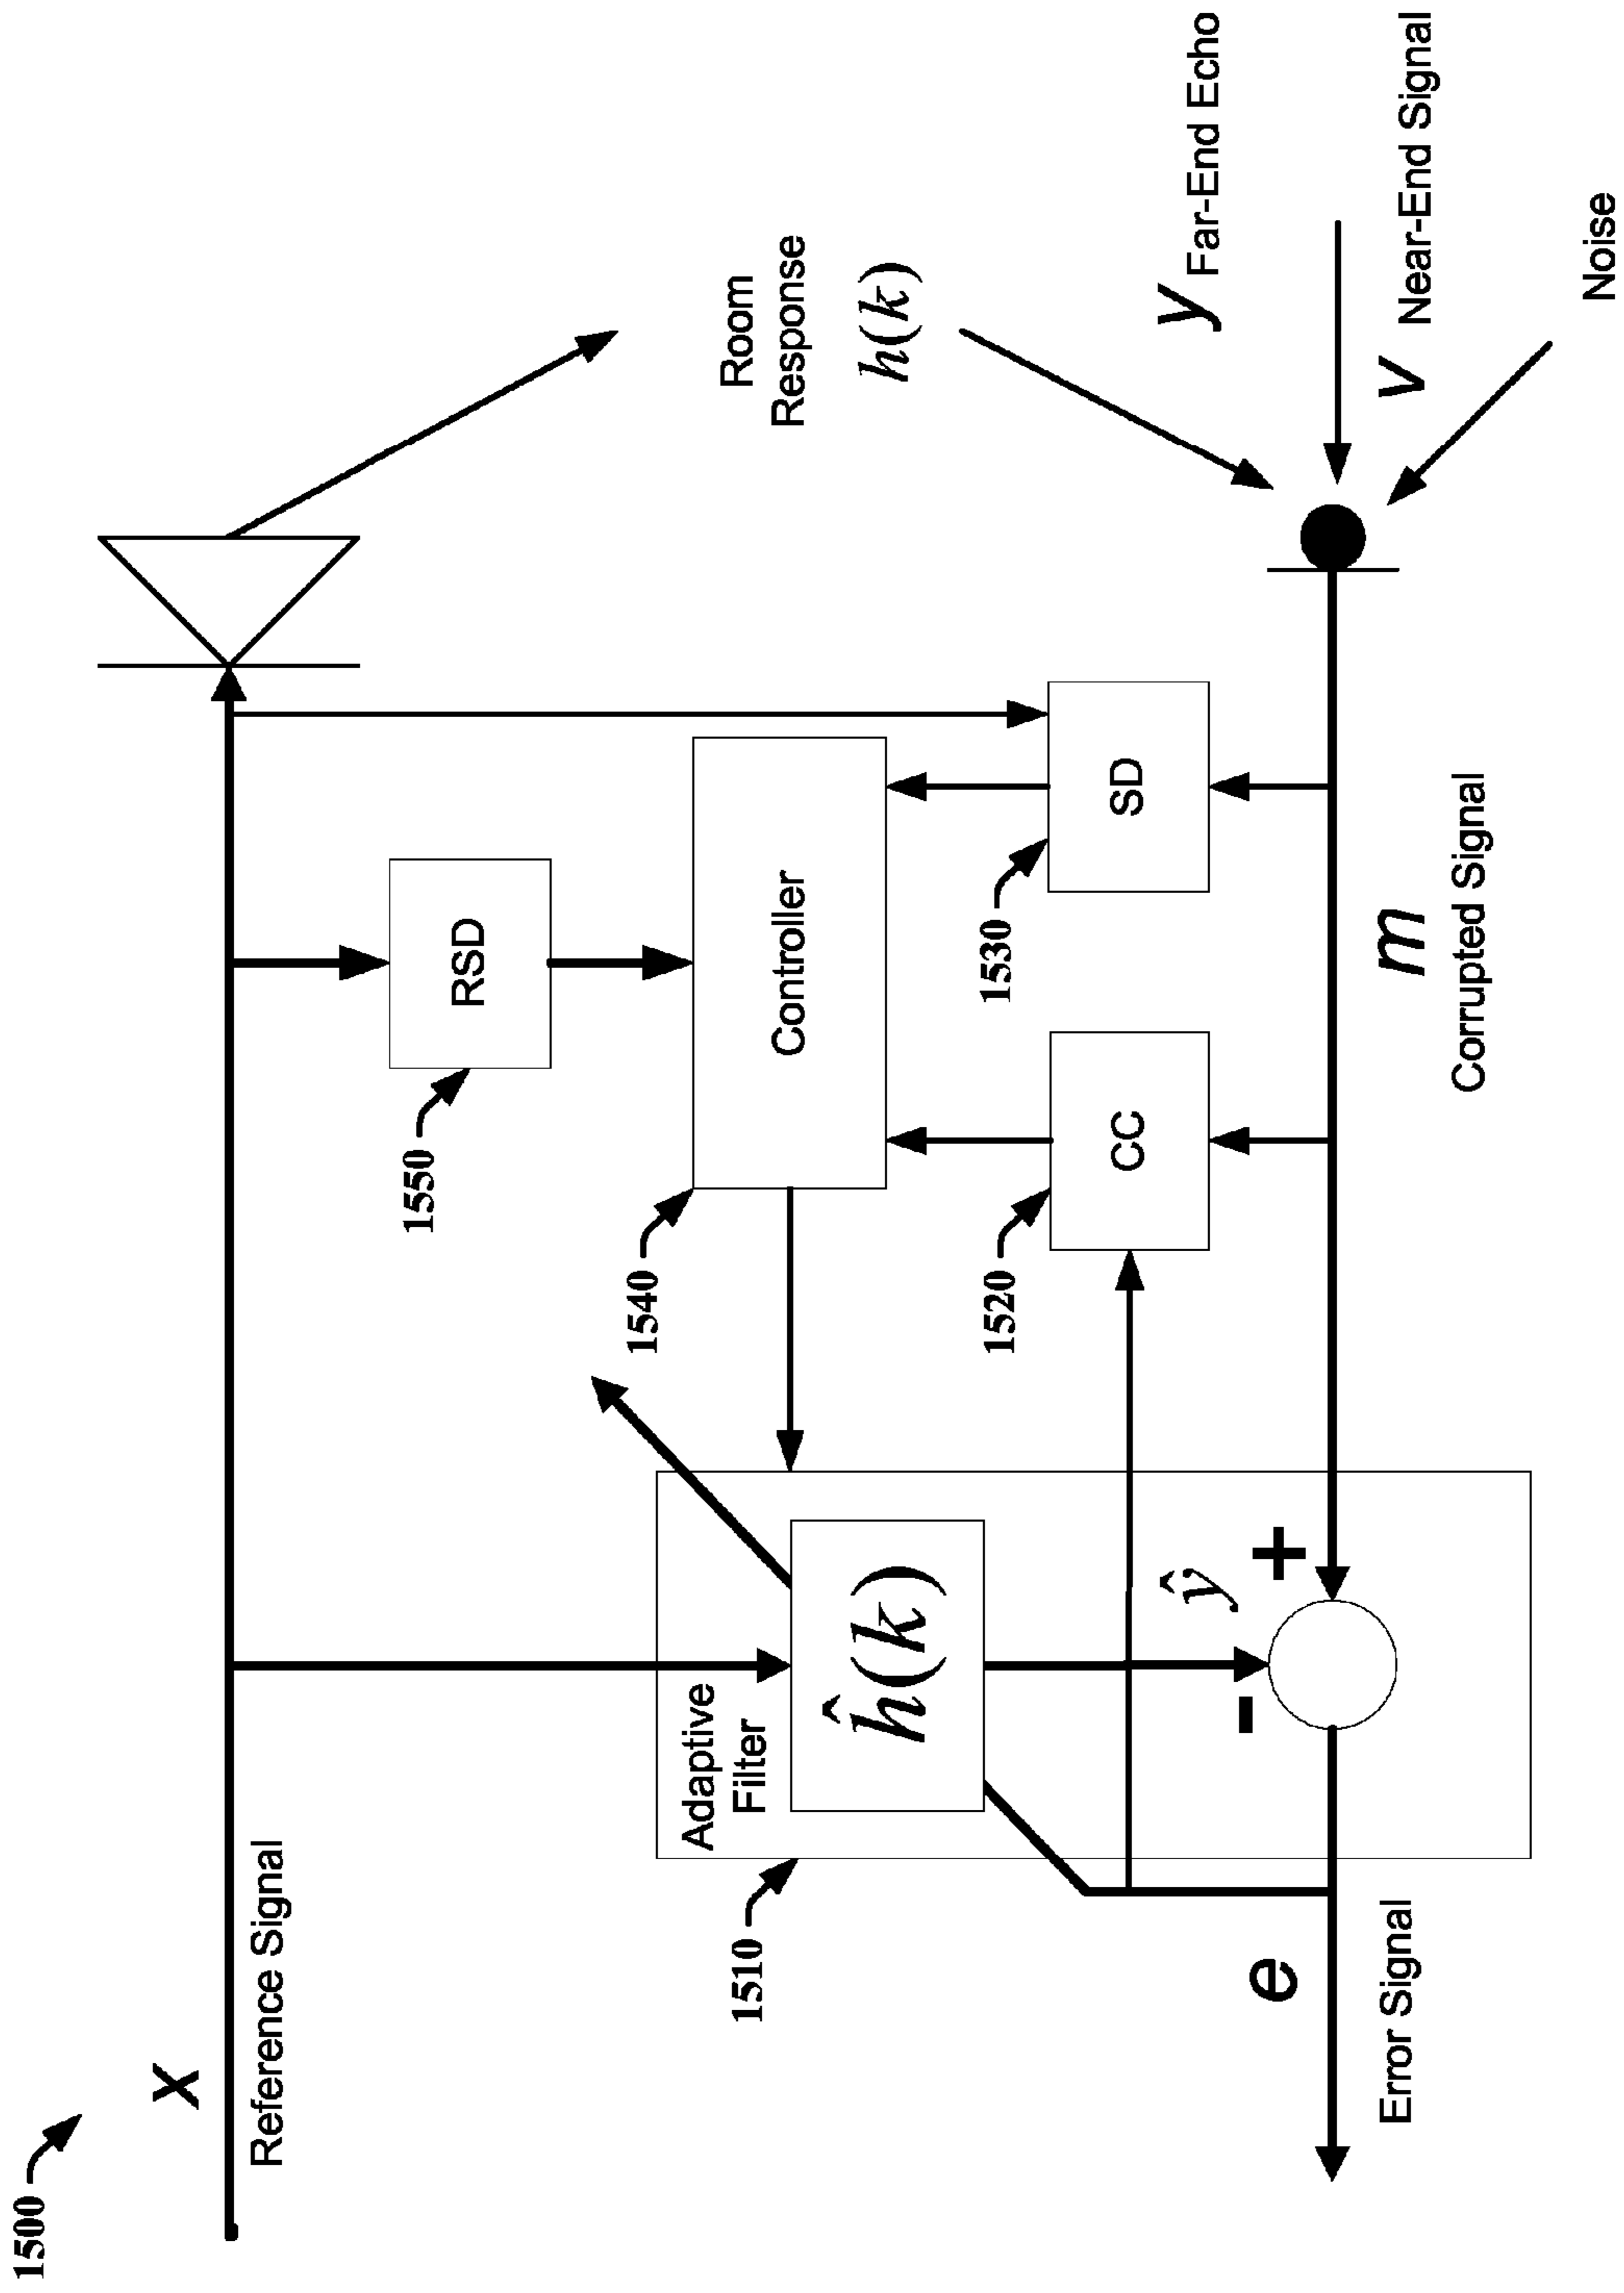 1500
x
Reference Signal
1550
RSD
Room
Response
h(k)
1540
Controller
Adaptive
Filter
ĥ(k)
1510
1520
CC
1530
SD
ŷ
+
-
y
Far-End Echo
v
Near-End Signal
Noise
e
Error Signal
m
Corrupted Signal